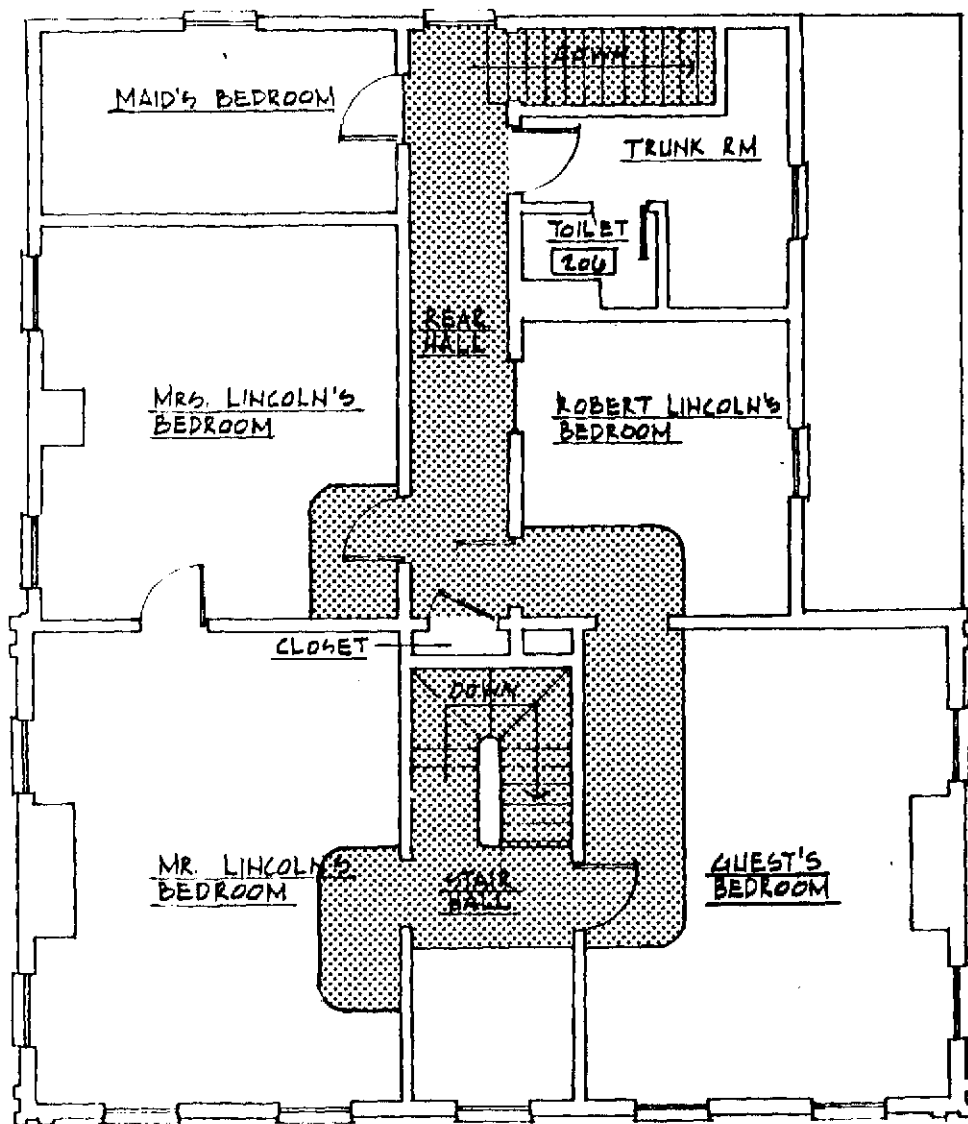 DOWN
MAID'S BEDROOM
TRUNK RM
TOILET
206
REAR
HALL
MRS. LINCOLN'S
BEDROOM
ROBERT LINCOLN'S
BEDROOM
CLOSET
DOWN
MR. LINCOLN'S
BEDROOM
STAIR
HALL
GUEST'S
BEDROOM